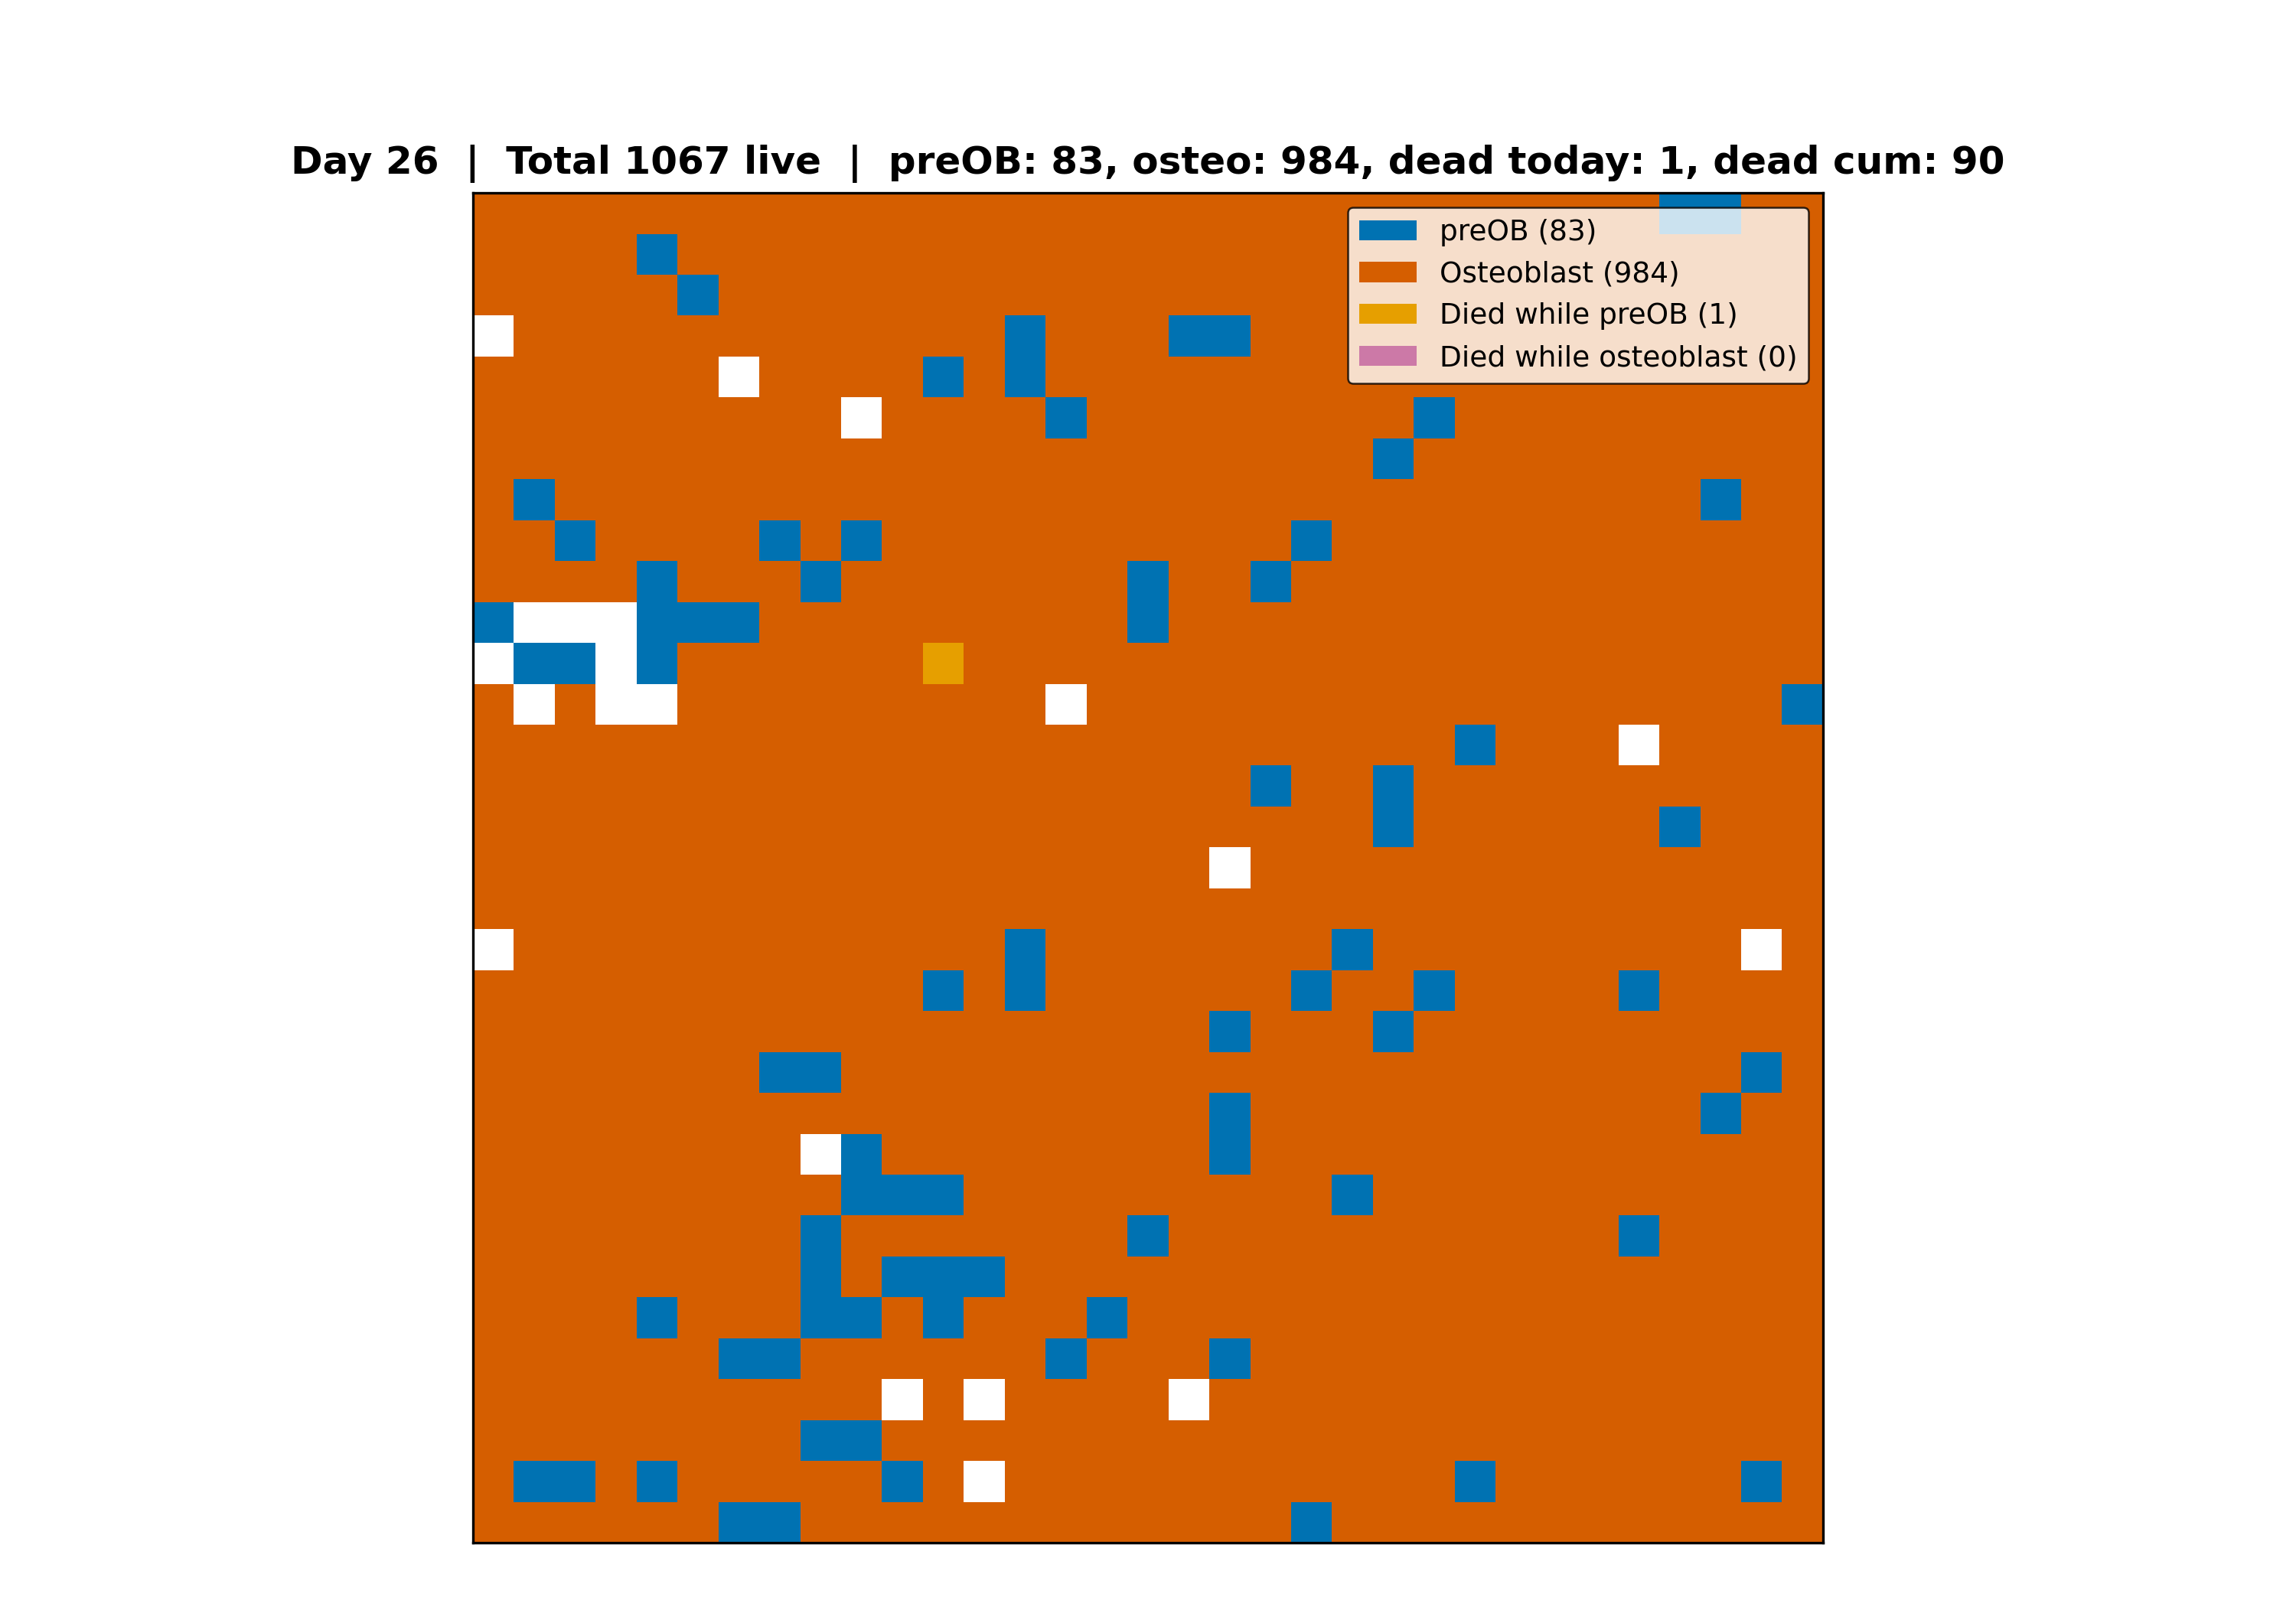 Day 26 | Total 1067 live | preOB: 83, osteo: 984, dead today: 1, dead cum: 90
preOB (83)
Osteoblast (984)
Died while preOB (1)
Died while osteoblast (0)